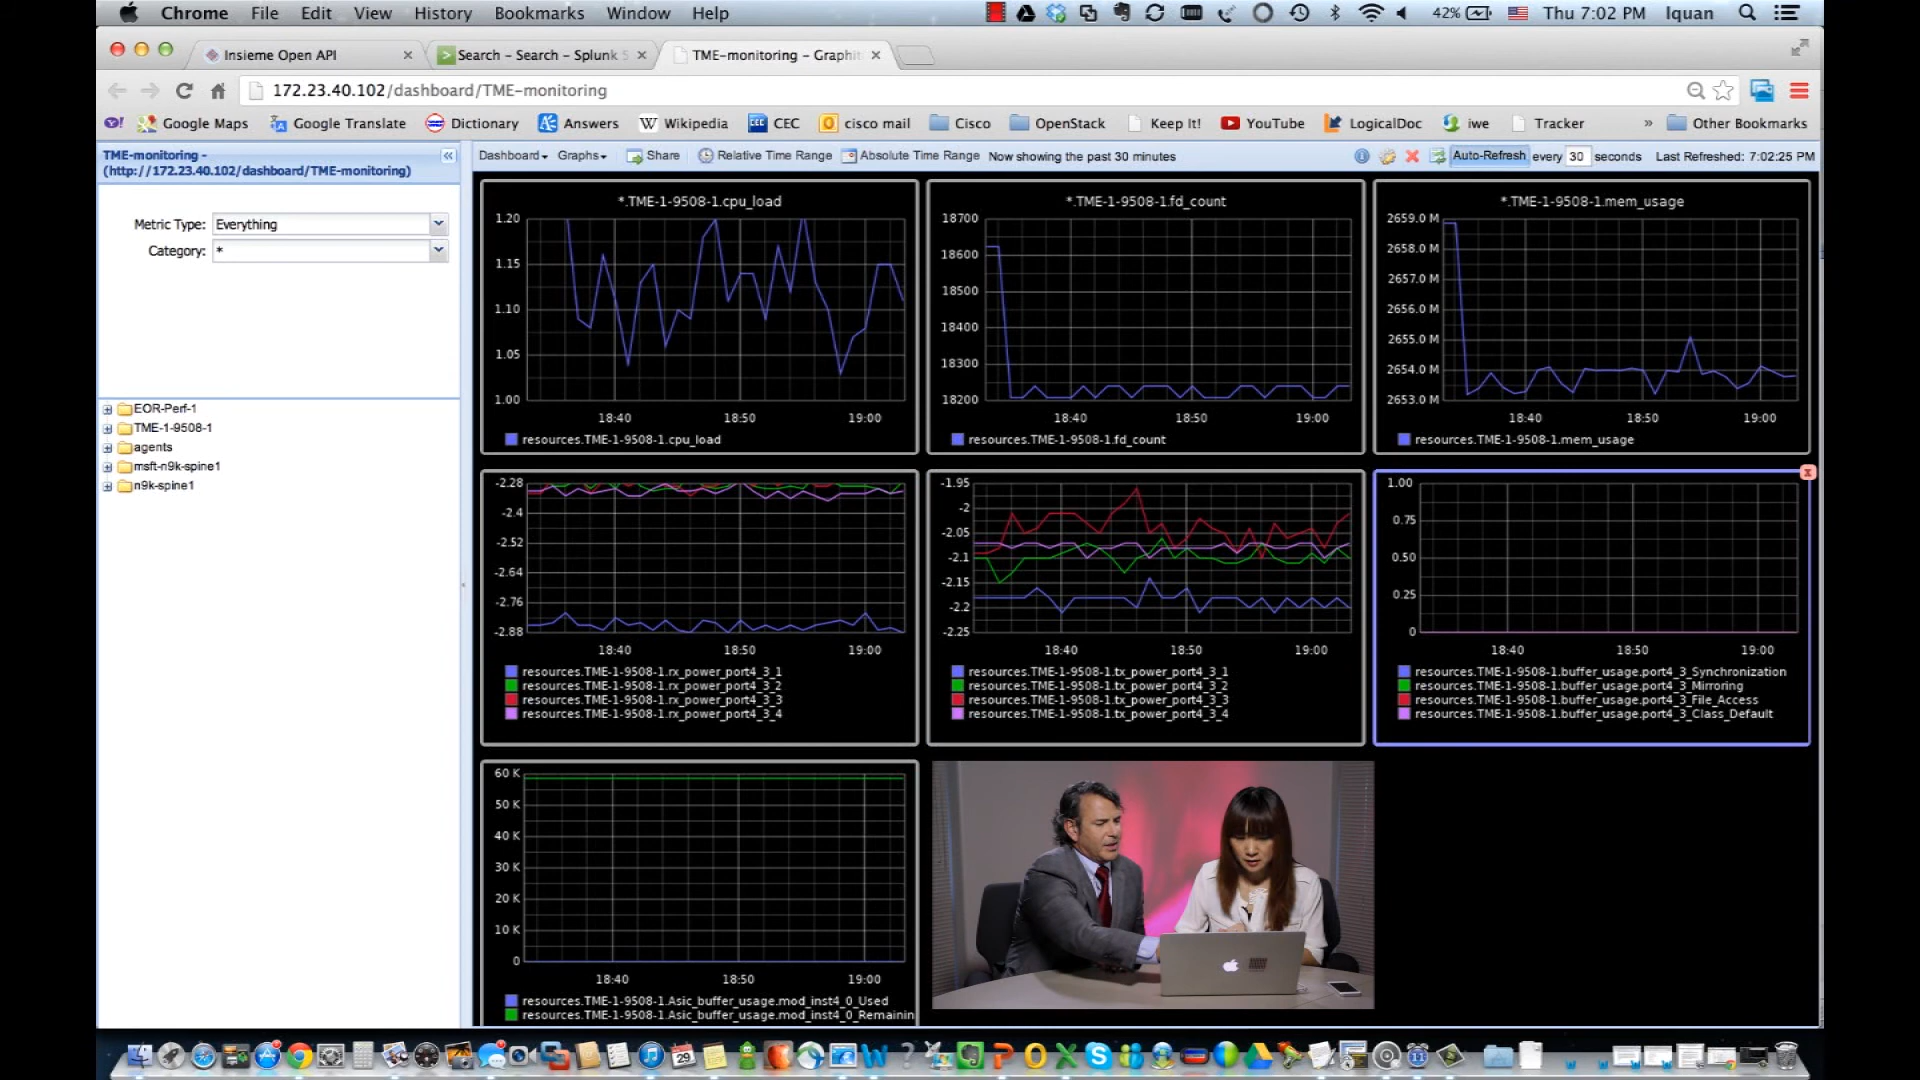 Chrome File Edit View History Bookmarks Window Help 42% Thu 7:02 PM lquan
Insieme Open API
Search – Search – Splunk
TME-monitoring – Graphit
172.23.40.102/dashboard/TME-monitoring
Google Maps Google Translate Dictionary Answers Wikipedia CEC cisco mail Cisco OpenStack Keep It! YouTube LogicalDoc iwe Tracker » Other Bookmarks
TME-monitoring -
(http://172.23.40.102/dashboard/TME-monitoring)
Metric Type: Everything
Category: *
EOR-Perf-1
TME-1-9508-1
agents
msft-n9k-spine1
n9k-spine1
Dashboard Graphs Share Relative Time Range Absolute Time Range Now showing the past 30 minutes Auto-Refresh every 30 seconds Last Refreshed: 7:02:25 PM
*.TME-1-9508-1.cpu_load
1.20
1.15
1.10
1.05
1.00
18:40 18:50 19:00
resources.TME-1-9508-1.cpu_load
*.TME-1-9508-1.fd_count
18700
18600
18500
18400
18300
18200
18:40 18:50 19:00
resources.TME-1-9508-1.fd_count
*.TME-1-9508-1.mem_usage
2659.0 M
2658.0 M
2657.0 M
2656.0 M
2655.0 M
2654.0 M
2653.0 M
18:40 18:50 19:00
resources.TME-1-9508-1.mem_usage
-2.28
-2.4
-2.52
-2.64
-2.76
-2.88
18:40 18:50 19:00
resources.TME-1-9508-1.rx_power_port4_3_1
resources.TME-1-9508-1.rx_power_port4_3_2
resources.TME-1-9508-1.rx_power_port4_3_3
resources.TME-1-9508-1.rx_power_port4_3_4
-1.95
-2
-2.05
-2.1
-2.15
-2.2
-2.25
18:40 18:50 19:00
resources.TME-1-9508-1.tx_power_port4_3_1
resources.TME-1-9508-1.tx_power_port4_3_2
resources.TME-1-9508-1.tx_power_port4_3_3
resources.TME-1-9508-1.tx_power_port4_3_4
1.00
0.75
0.50
0.25
0
18:40 18:50 19:00
resources.TME-1-9508-1.buffer_usage.port4_3_Synchronization
resources.TME-1-9508-1.buffer_usage.port4_3_Mirroring
resources.TME-1-9508-1.buffer_usage.port4_3_File_Access
resources.TME-1-9508-1.buffer_usage.port4_3_Class_Default
60 K
50 K
40 K
30 K
20 K
10 K
0
18:40 18:50 19:00
resources.TME-1-9508-1.Asic_buffer_usage.mod_inst4_0_Used
resources.TME-1-9508-1.Asic_buffer_usage.mod_inst4_0_Remainin